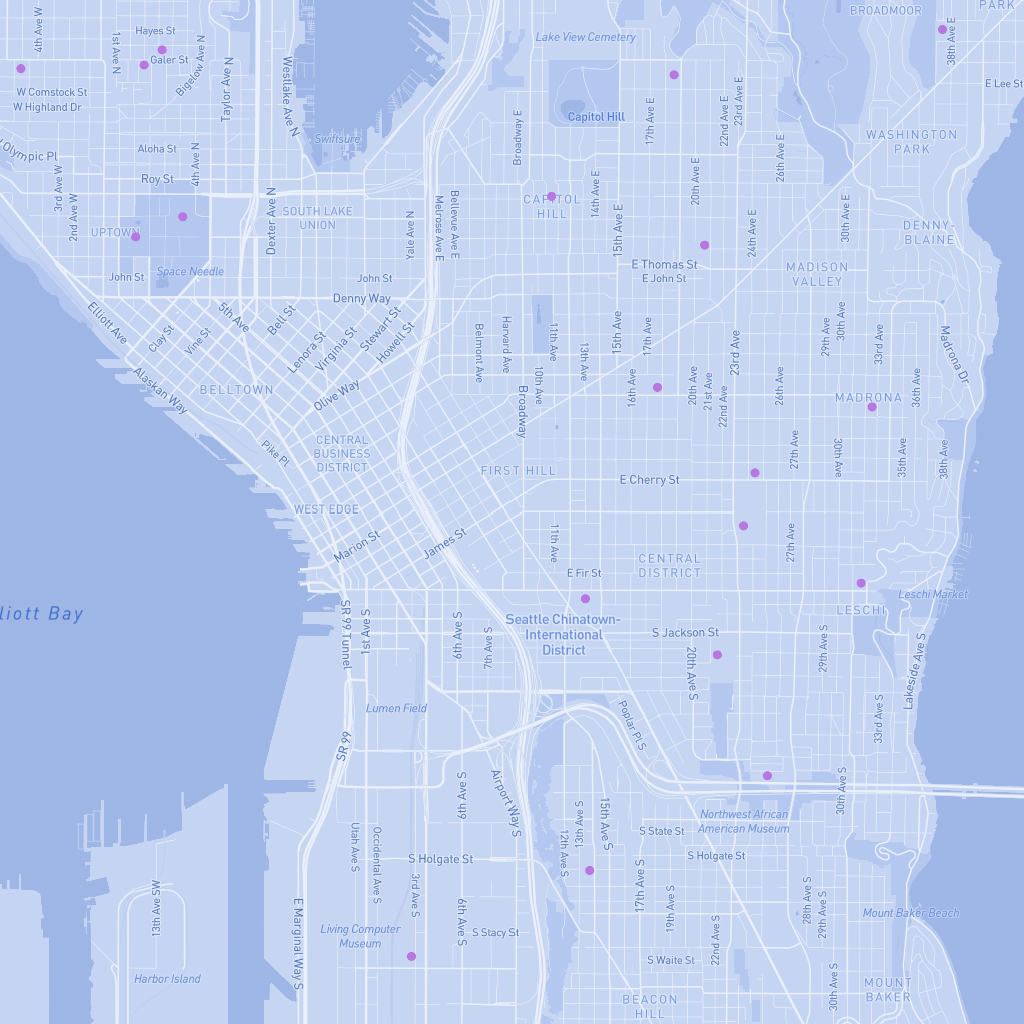 4th Ave W
1st Ave N
Hayes St
Galer St
Bigelow Ave N
Taylor Ave N
Westlake Ave N
Lake View Cemetery
BROADMOOR
PARK
38th Ave E
E Lee St
W Comstock St
W Highland Dr
Capitol Hill
17th Ave E
22nd Ave E
23rd Ave E
WASHINGTON
PARK
Olympic Pl
Aloha St
4th Ave N
Swiftsure
Broadway E
26th Ave E
Roy St
3rd Ave W
2nd Ave W
UPTOWN
Dexter Ave N
SOUTH LAKE
UNION
Yale Ave N
Melrose Ave E
Bellevue Ave E
CAPITOL
HILL
14th Ave E
15th Ave E
20th Ave E
24th Ave E
30th Ave E
DENNY-
BLAINE
John St
Space Needle
John St
E Thomas St
E John St
MADISON
VALLEY
Denny Way
Elliott Ave
Clay St
Vine St
5th Ave
Bell St
Lenora St
Virginia St
Stewart St
Howell St
Belmont Ave
Harvard Ave
11th Ave
13th Ave
15th Ave
17th Ave
23rd Ave
29th Ave
30th Ave
33rd Ave
Madrona Dr
Alaskan Way
BELLTOWN
Olive Way
10th Ave
Broadway
16th Ave
20th Ave
21st Ave
22nd Ave
26th Ave
MADRONA
36th Ave
Pike Pl
CENTRAL
BUSINESS
DISTRICT
FIRST HILL
E Cherry St
27th Ave
30th Ave
35th Ave
38th Ave
WEST EDGE
Marion St
James St
11th Ave
E Fir St
CENTRAL
DISTRICT
27th Ave
Leschi Market
LESCHI
lliott Bay
SR 99 Tunnel
1st Ave S
6th Ave S
7th Ave S
Seattle Chinatown-
International
District
S Jackson St
20th Ave S
29th Ave S
Lakeside Ave S
Lumen Field
Poplar Pl S
33rd Ave S
SR 99
Airport Way S
6th Ave S
12th Ave S
13th Ave S
15th Ave S
S State St
Northwest African
American Museum
30th Ave S
Utah Ave S
Occidental Ave S
S Holgate St
3rd Ave S
S Holgate St
17th Ave S
19th Ave S
22nd Ave S
28th Ave S
29th Ave S
Mount Baker Beach
13th Ave SW
E Marginal Way S
Living Computer
Museum
6th Ave S
S Stacy St
S Waite St
30th Ave S
Harbor Island
BEACON
HILL
MOUNT
BAKER